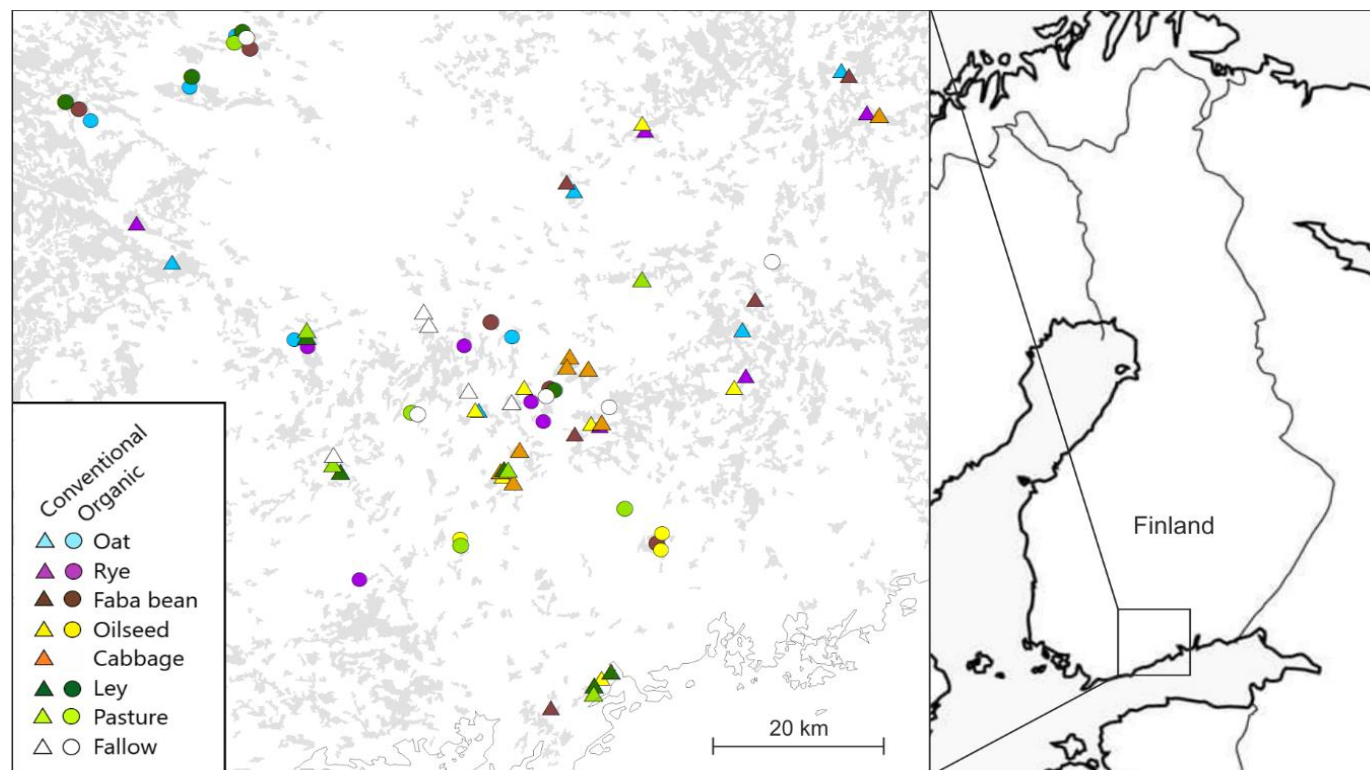 Conventional
Organic
Oat
Rye
Faba bean
Oilseed
Cabbage
Ley
Pasture
Fallow
20 km
Finland